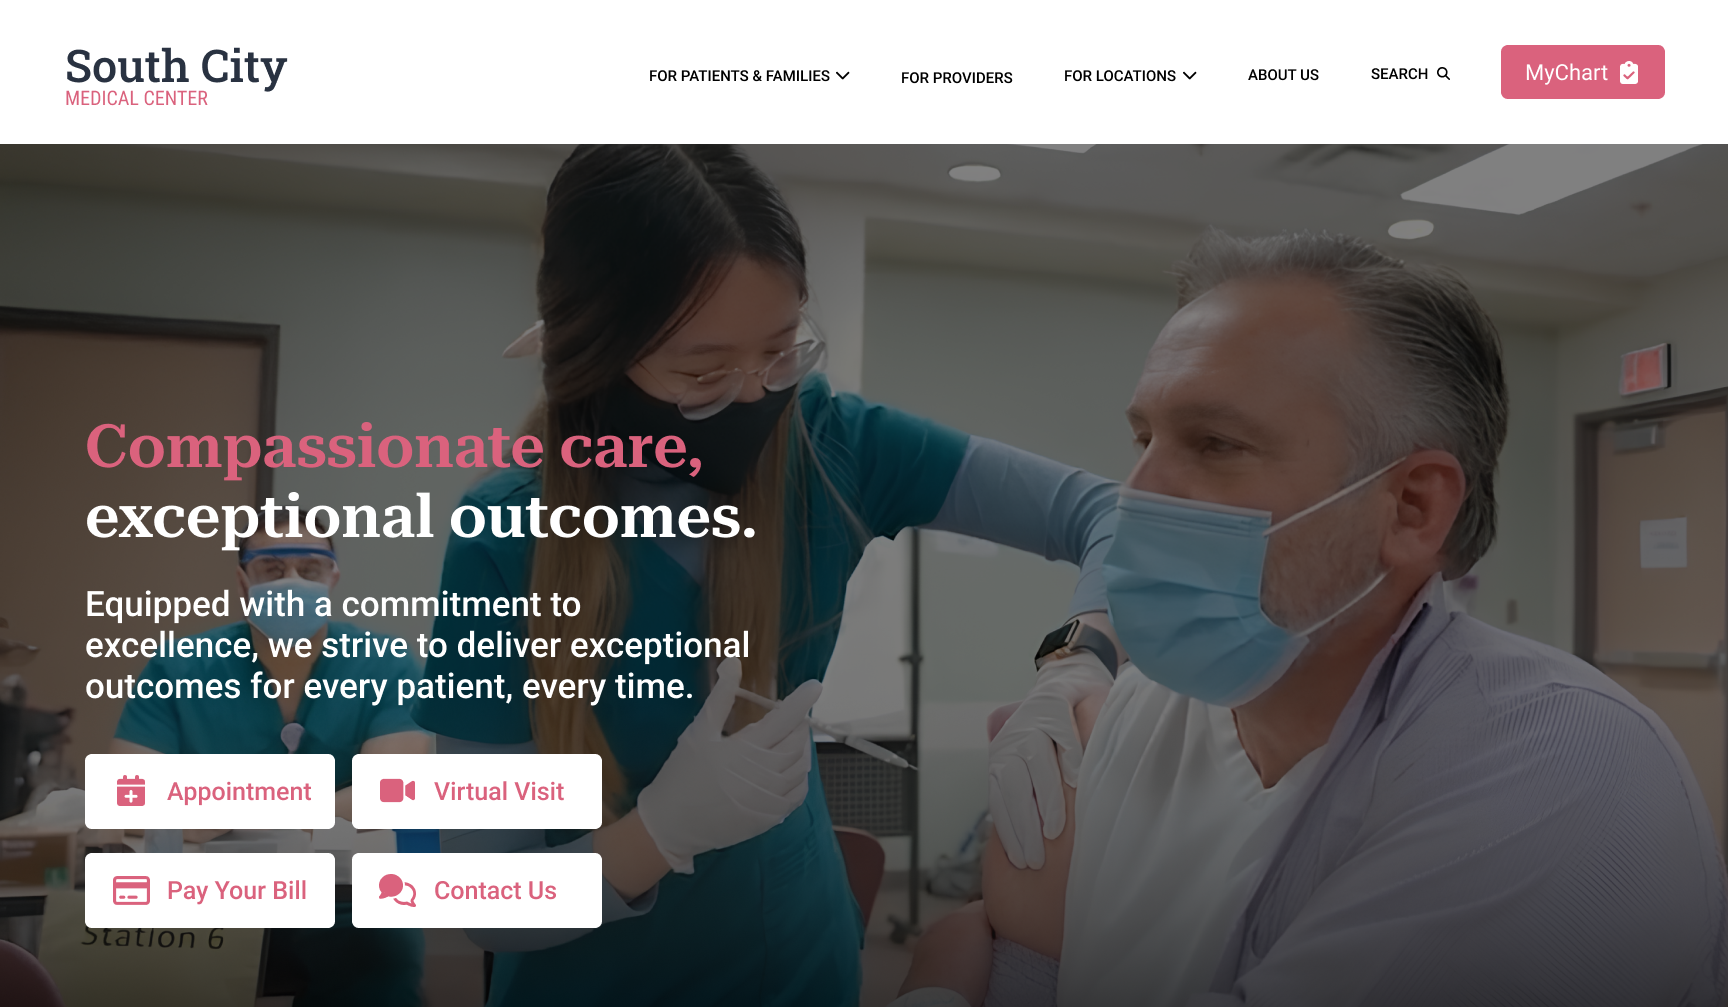 South City
MEDICAL CENTER
FOR PATIENTS & FAMILIES
FOR PROVIDERS
FOR LOCATIONS
ABOUT US
SEARCH
MyChart
Compassionate care,
exceptional outcomes.
Equipped with a commitment to
excellence, we strive to deliver exceptional
outcomes for every patient, every time.
Appointment
Virtual Visit
Pay Your Bill
Contact Us
Station 6